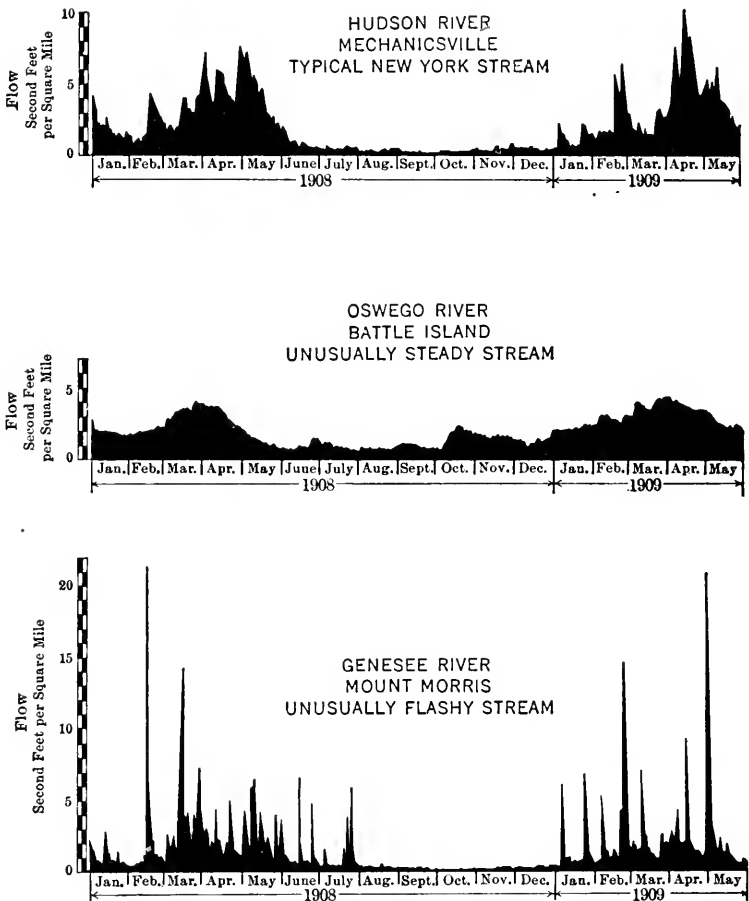 HUDSON RIVER
MECHANICSVILLE
TYPICAL NEW YORK STREAM
Flow
Second Feet
per Square Mile
10
5
0
Jan. Feb. Mar. Apr. May June July Aug. Sept. Oct. Nov. Dec. Jan. Feb. Mar. Apr. May
1908 1909
OSWEGO RIVER
BATTLE ISLAND
UNUSUALLY STEADY STREAM
Flow
Second Feet
per Square Mile
5
0
Jan. Feb. Mar. Apr. May June July Aug. Sept. Oct. Nov. Dec. Jan. Feb. Mar. Apr. May
1908 1909
GENESEE RIVER
MOUNT MORRIS
UNUSUALLY FLASHY STREAM
Flow
Second Feet per Square Mile
20
15
10
5
0
Jan. Feb. Mar. Apr. May June July Aug. Sept. Oct. Nov. Dec. Jan. Feb. Mar. Apr. May
1908 1909